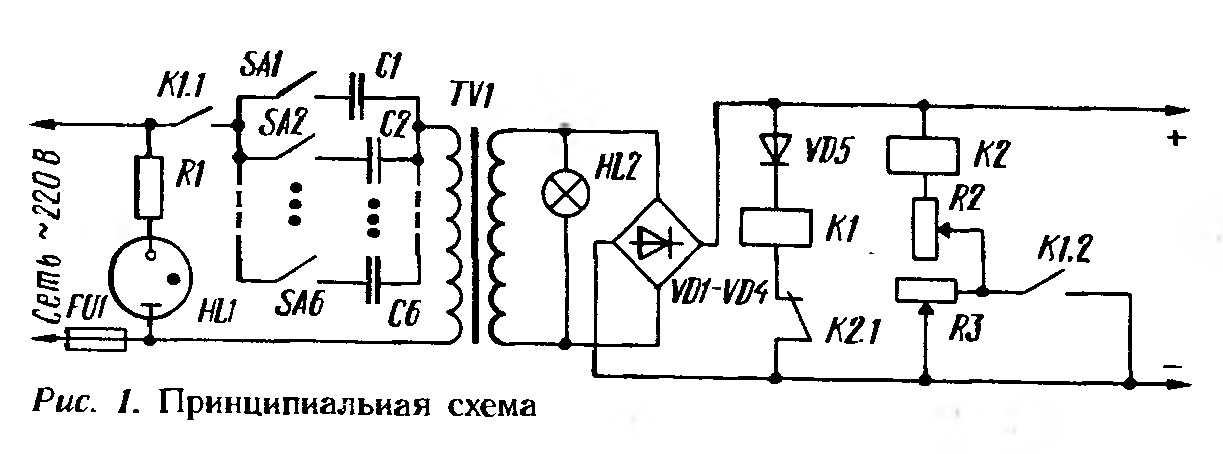 SA1
C1
K1.1
TV1
SA2
C2
K2
VD5
HL2
R1
R2
K1
K1.2
Сеть ~220 В
VD1-VD4
SA6
C6
FU1
HL1
R3
K2.1
+
−
Рис. 1. Принципиальная схема